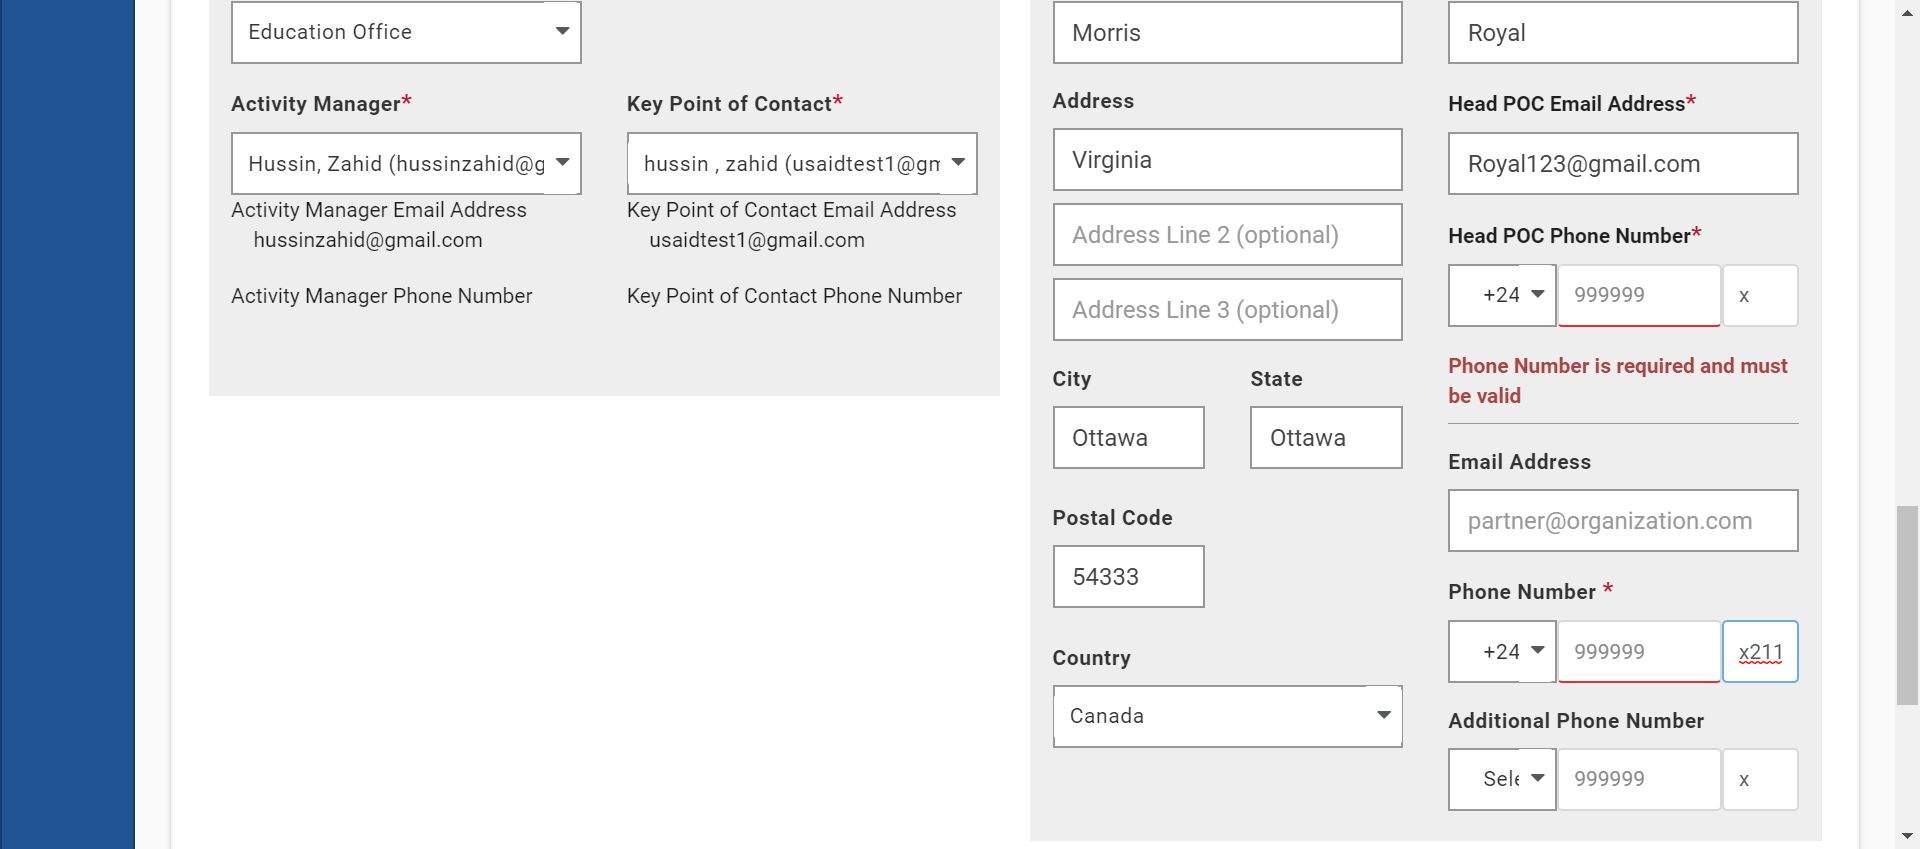 Education Office
Activity Manager*
Key Point of Contact*
Hussin, Zahid (hussinzahid@g
hussin , zahid (usaidtest1@gm
Activity Manager Email Address
hussinzahid@gmail.com
Key Point of Contact Email Address
usaidtest1@gmail.com
Activity Manager Phone Number
Key Point of Contact Phone Number
Morris
Address
Virginia
Address Line 2 (optional)
Address Line 3 (optional)
City
State
Ottawa
Ottawa
Postal Code
54333
Country
Canada
Royal
Head POC Email Address*
Royal123@gmail.com
Head POC Phone Number*
+24 999999 x
Phone Number is required and must
be valid
Email Address
partner@organization.com
Phone Number *
+24 999999 x211
Additional Phone Number
Sele 999999 x